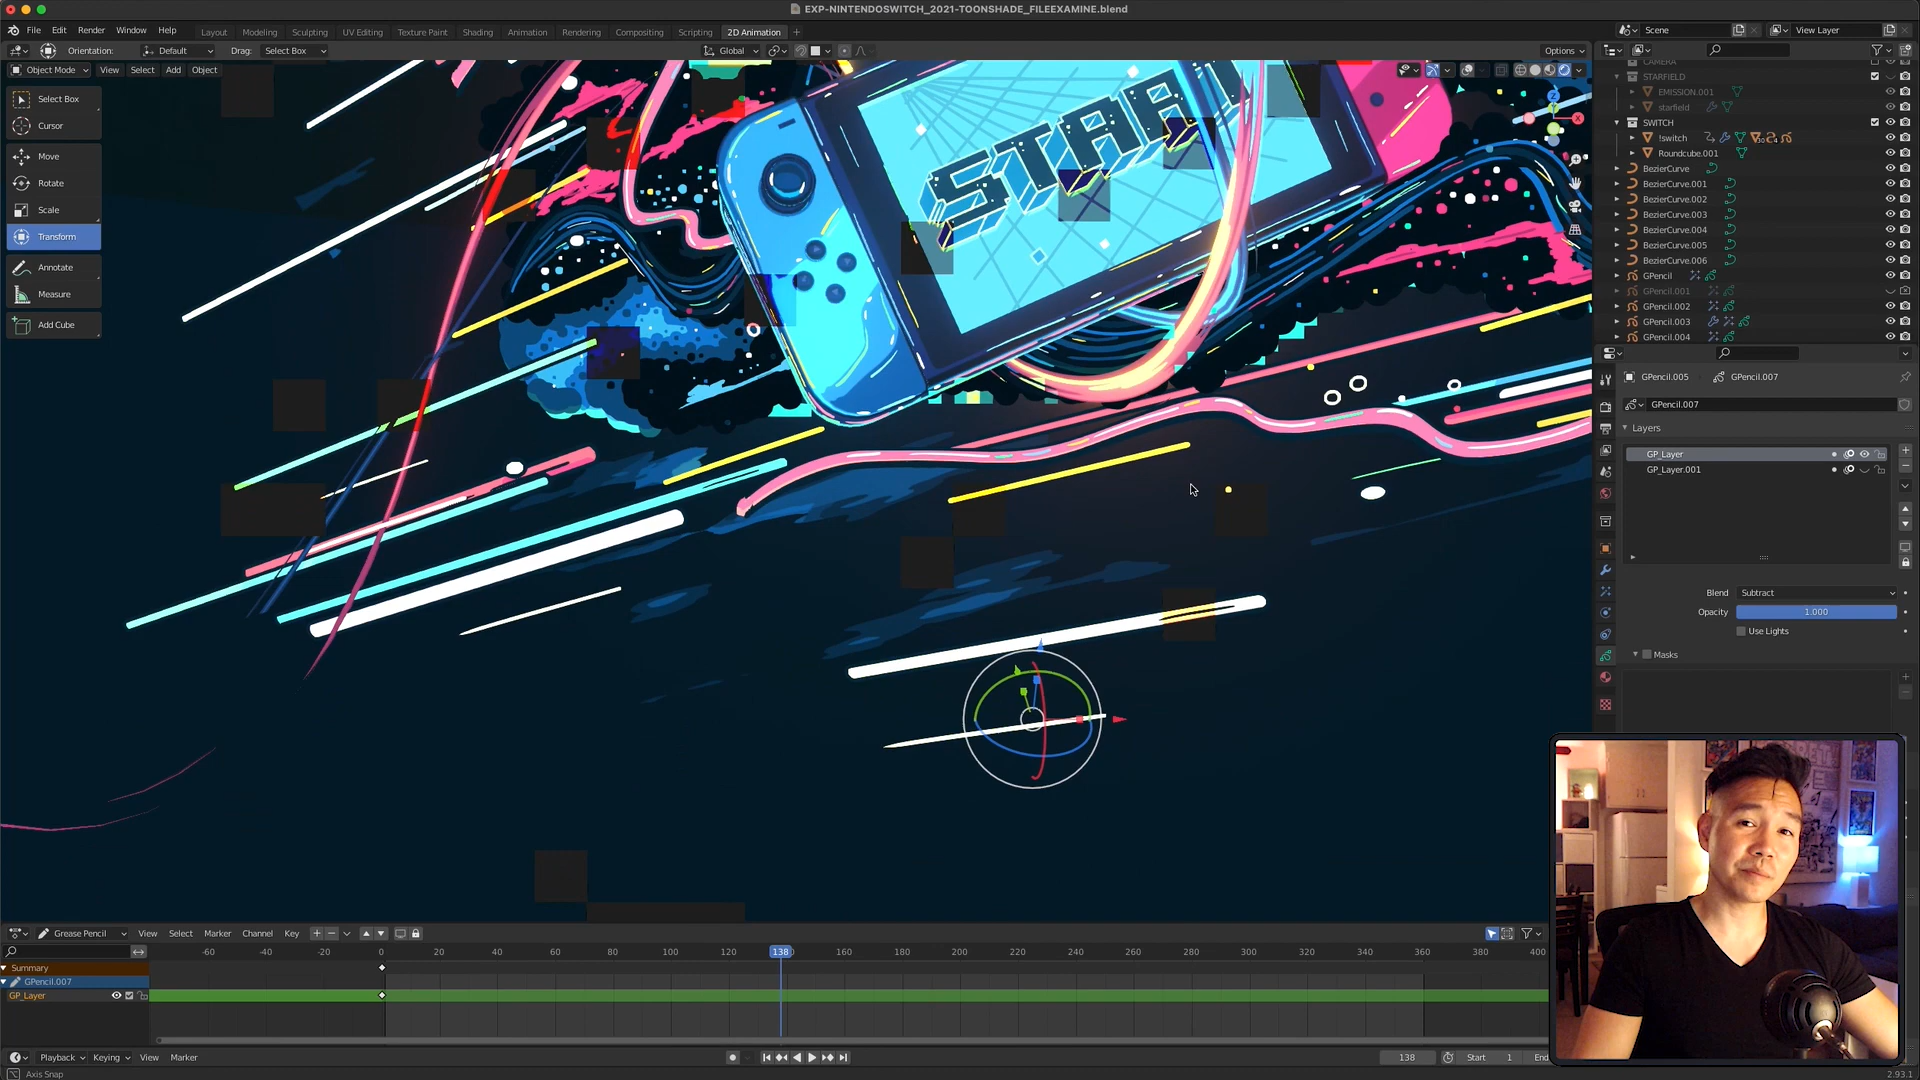 EXP-NINTENDOSWITCH_2021-TOONSHADE_FILEEXAMINE.blend
File Edit Render Window Help Layout Modeling Sculpting UV Editing Texture Paint Shading Animation Rendering Compositing Scripting 2D Animation + Scene View Layer
Orientation: Default Drag: Select Box Global Options
Object Mode View Select Add Object
Select Box
Cursor
Move
Rotate
Scale
Transform
Annotate
Measure
Add Cube
START
CAMERA
STARFIELD
EMISSION.001
starfield
SWITCH
!switch
Roundcube.001
BezierCurve
BezierCurve.001
BezierCurve.002
BezierCurve.003
BezierCurve.004
BezierCurve.005
BezierCurve.006
GPencil
GPencil.001
GPencil.002
GPencil.003
GPencil.004
GPencil.005 GPencil.007
GPencil.007
Layers
GP_Layer
GP_Layer.001
Blend Subtract
Opacity 1.000
Use Lights
Masks
Grease Pencil View Select Marker Channel Key
-60 -40 -20 0 20 40 60 80 100 120 138 160 180 200 220 240 260 280 300 320 340 360 380 400
Summary
GPencil.007
GP_Layer
Playback Keying View Marker 138 Start 1 End
Axis Snap
2.93.1